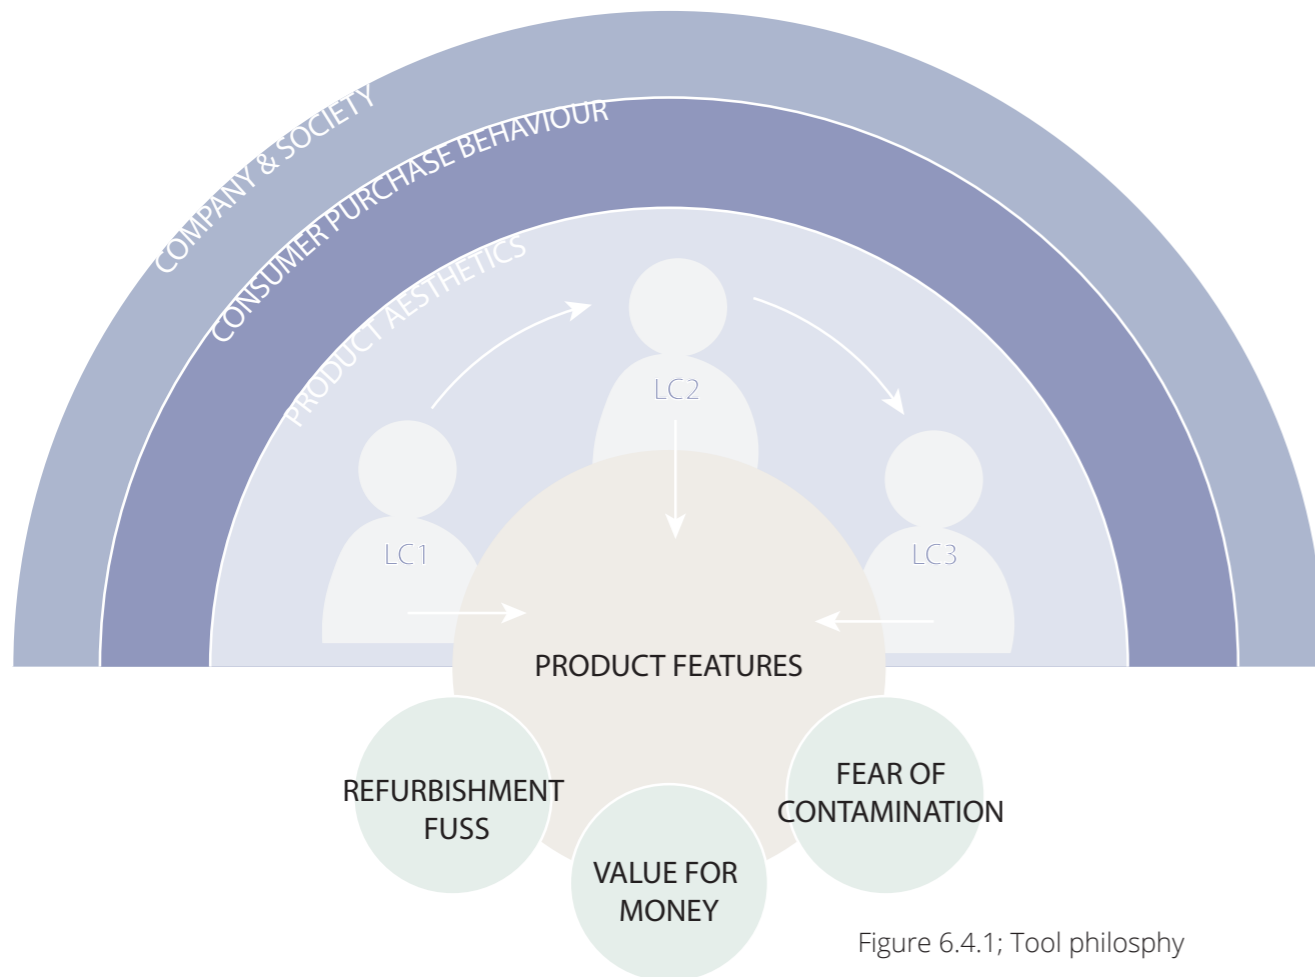 COMPANY & SOCIETY
CONSUMER PURCHASE BEHAVIOUR
PRODUCT AESTHETICS
LC2
LC1
LC3
PRODUCT FEATURES
REFURBISHMENT
FUSS
VALUE FOR
MONEY
FEAR OF
CONTAMINATION
Figure 6.4.1; Tool philosphy